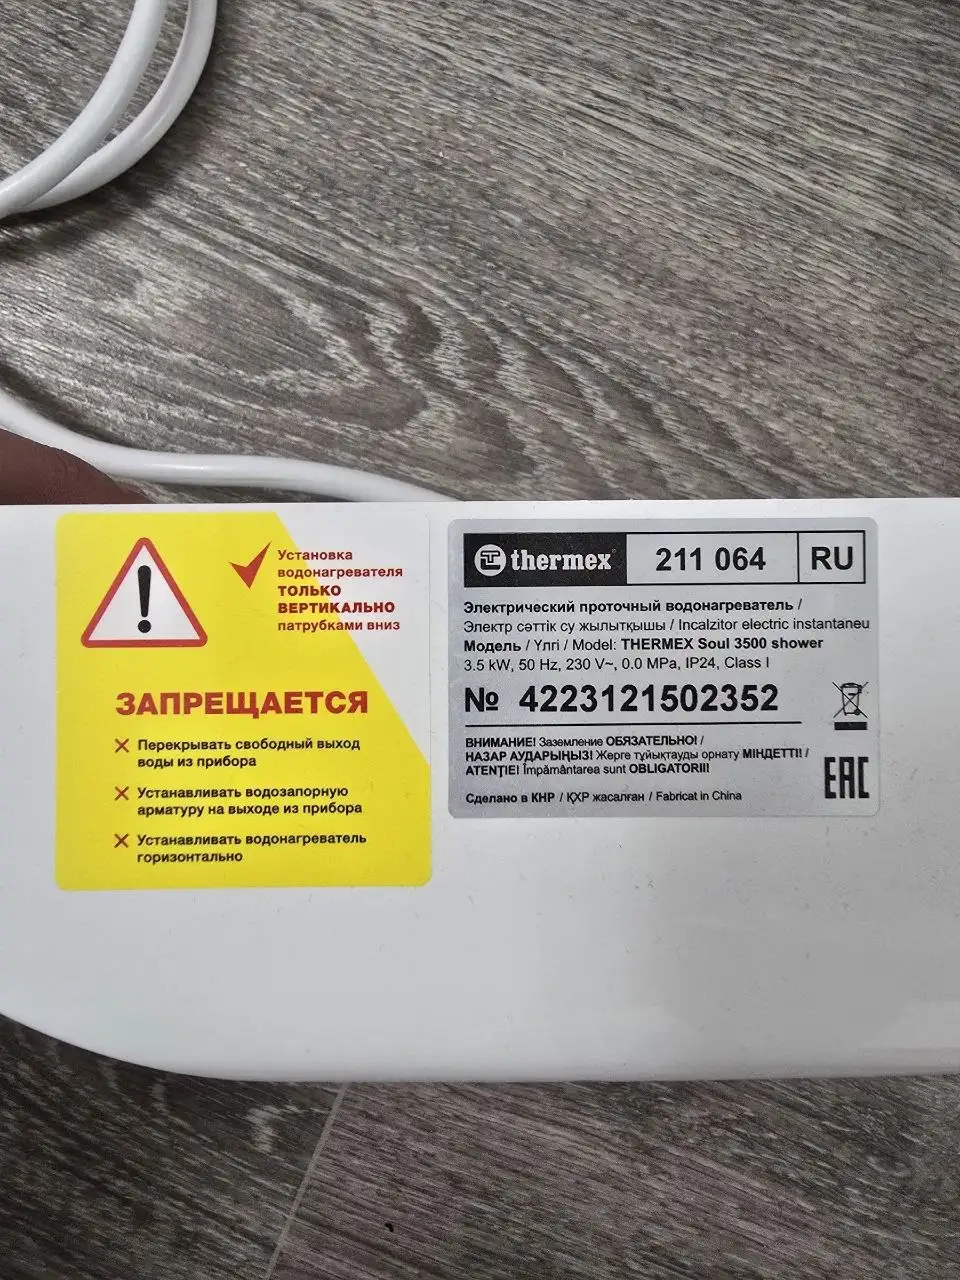 Установка
водонагревателя
ТОЛЬКО
ВЕРТИКАЛЬНО
патрубками вниз
ЗАПРЕЩАЕТСЯ
Перекрывать свободный выход
воды из прибора
Устанавливать водозапорную
арматуру на выходе из прибора
Устанавливать водонагреватель
горизонтально
thermex 211 064 RU
Электрический проточный водонагреватель /
Электр сәттік су жылытқышы / Incalzitor electric instantaneu
Модель / Үлгі / Model: THERMEX Soul 3500 shower
3.5 kW, 50 Hz, 230 V~, 0.0 MPa, IP24, Class I
№ 4223121502352
ВНИМАНИЕ! Заземление ОБЯЗАТЕЛЬНО! /
НАЗАР АУДАРЫҢЫЗ! Жерге тұйықтауды орнату МІНДЕТТІ! /
ATENȚIE! Împământarea sunt OBLIGATORII!
EAC
Сделано в КНР / ҚХР жасалған / Fabricat in China